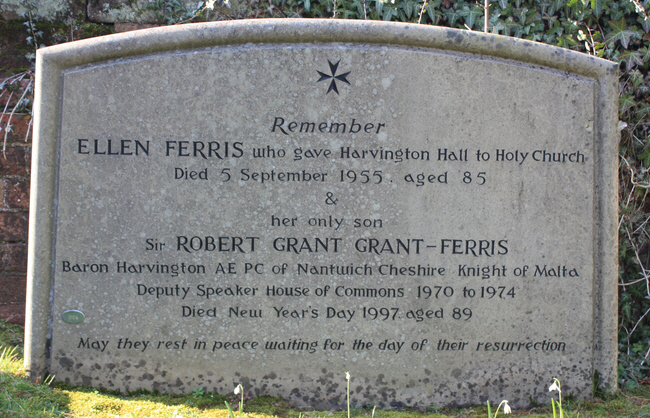 Remember
ELLEN FERRIS who gave Harvington Hall to Holy Church
Died 5 September 1955. aged 85
&
her only son
Sir ROBERT GRANT GRANT-FERRIS
Baron Harvington AE PC of Nantwich Cheshire Knight of Malta
Deputy Speaker House of Commons 1970 to 1974
Died New Year's Day 1997 aged 89
May they rest in peace waiting for the day of their resurrection